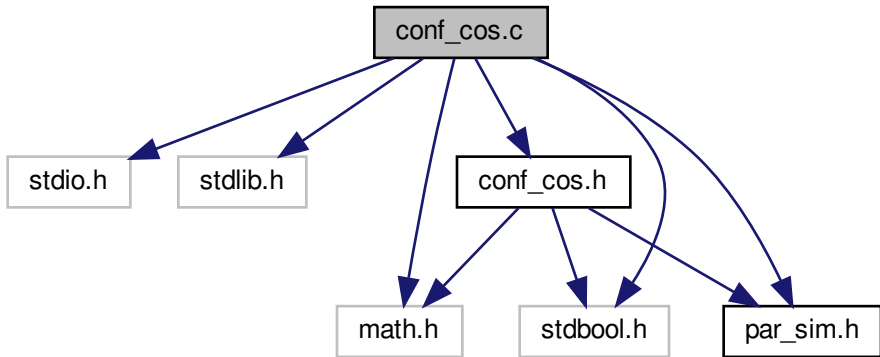 conf_cos.c
stdio.h
stdlib.h
conf_cos.h
math.h
stdbool.h
par_sim.h